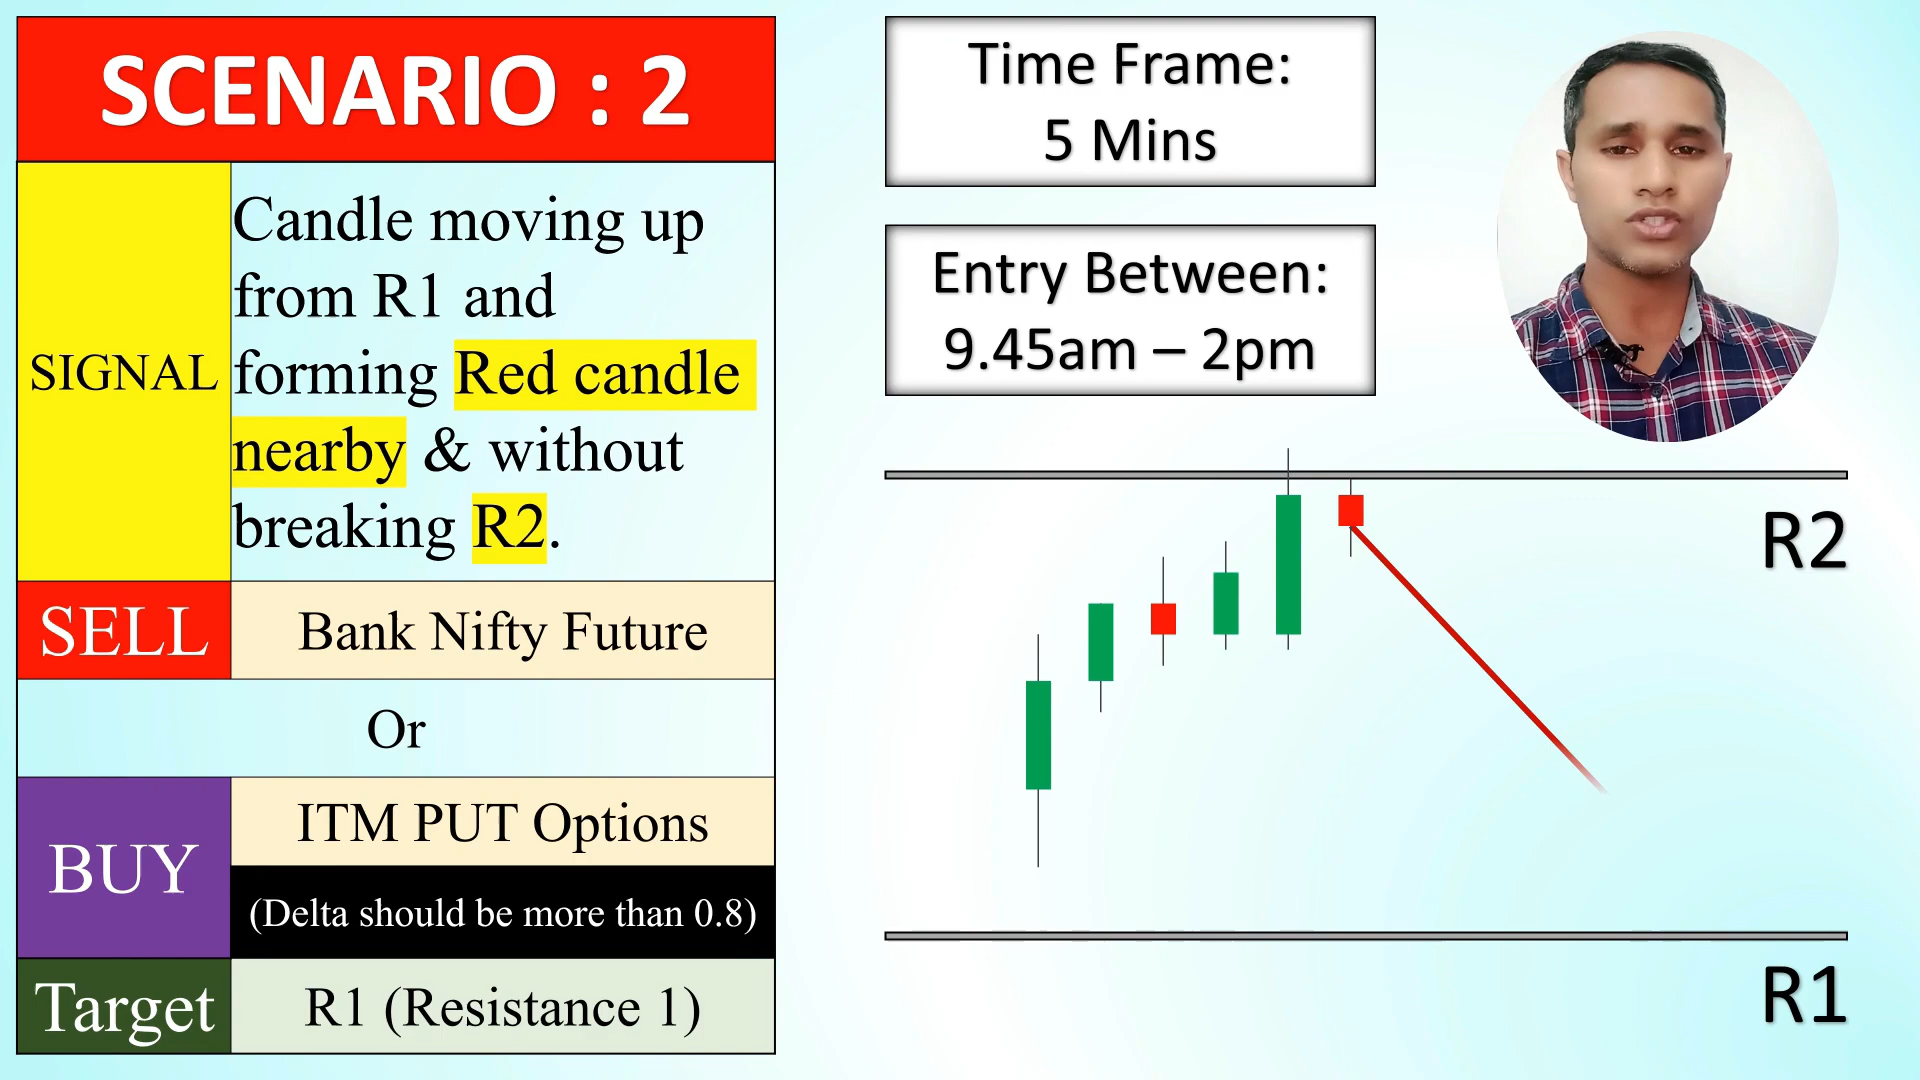 SCENARIO : 2
SIGNAL
Candle moving up
from R1 and
forming Red candle
nearby & without
breaking R2.
SELL
Bank Nifty Future
Or
BUY
ITM PUT Options
(Delta should be more than 0.8)
Target
R1 (Resistance 1)
Time Frame:
5 Mins
Entry Between:
9.45am – 2pm
R2
R1